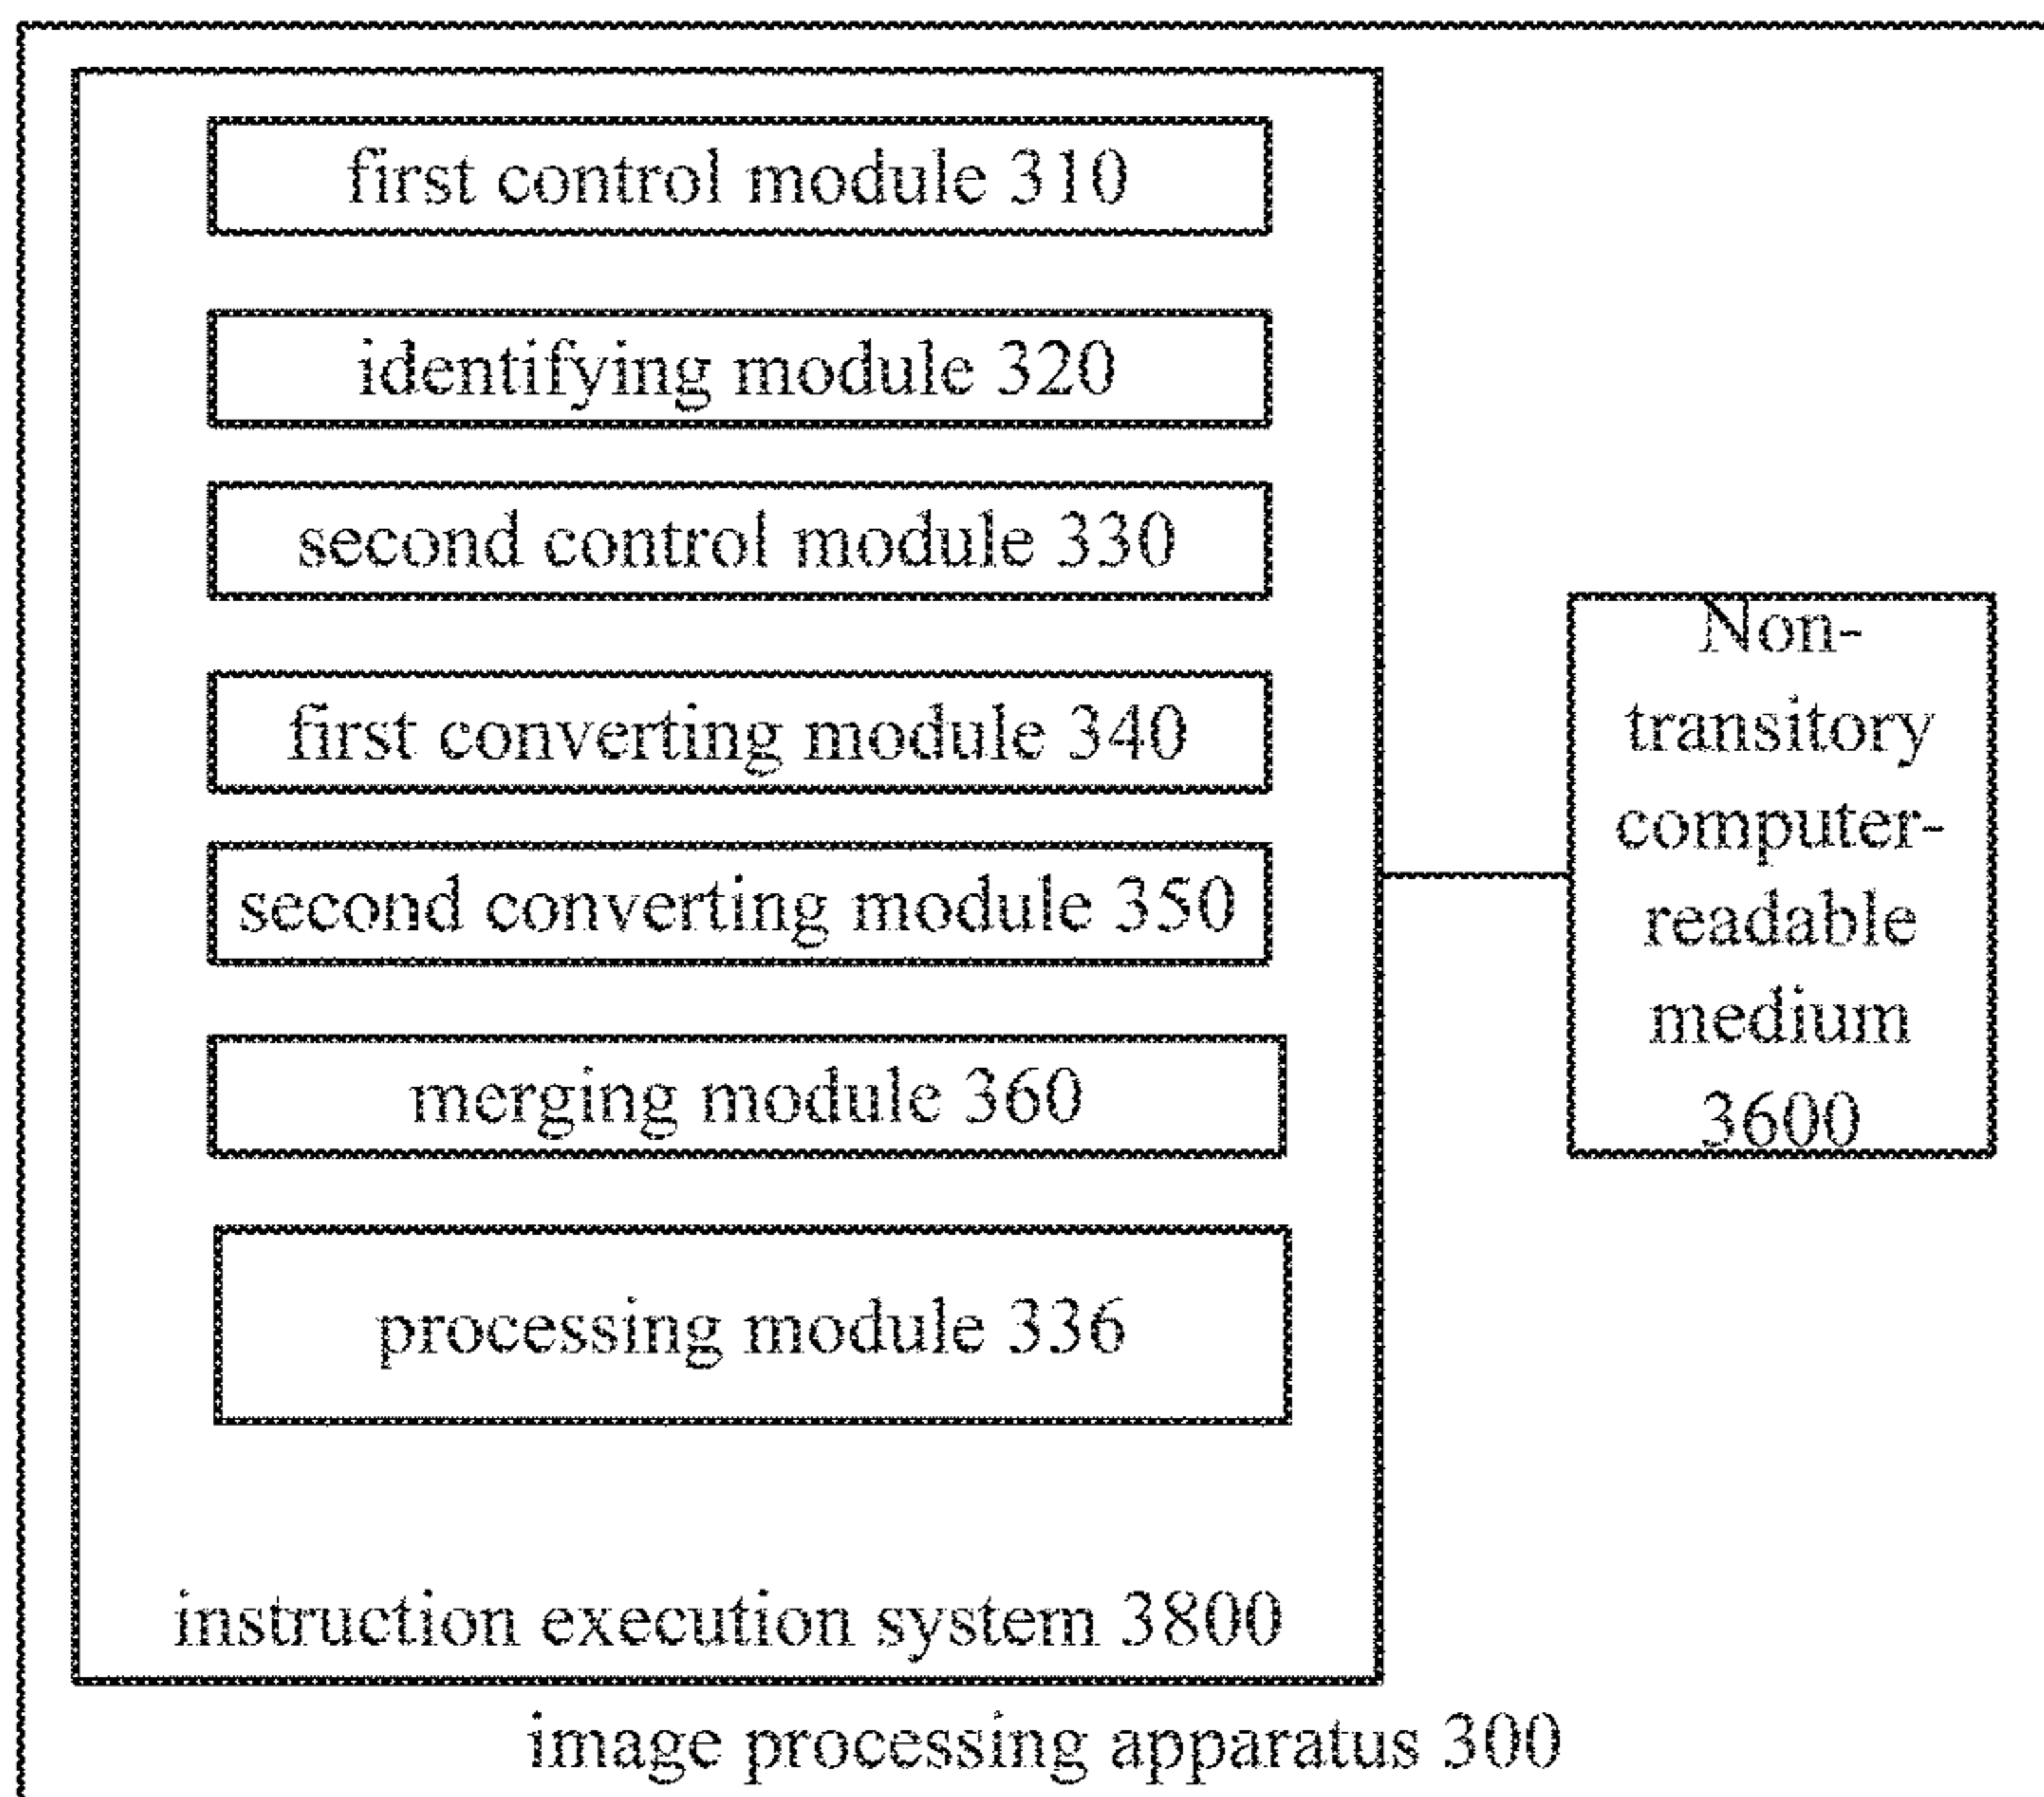 first control module 310
identifying module 320
second control module 330
first converting module 340
second converting module 350
merging module 360
processing module 336
instruction execution system 3800
Non-
transitory
computer-
readable
medium
3600
image processing apparatus 300